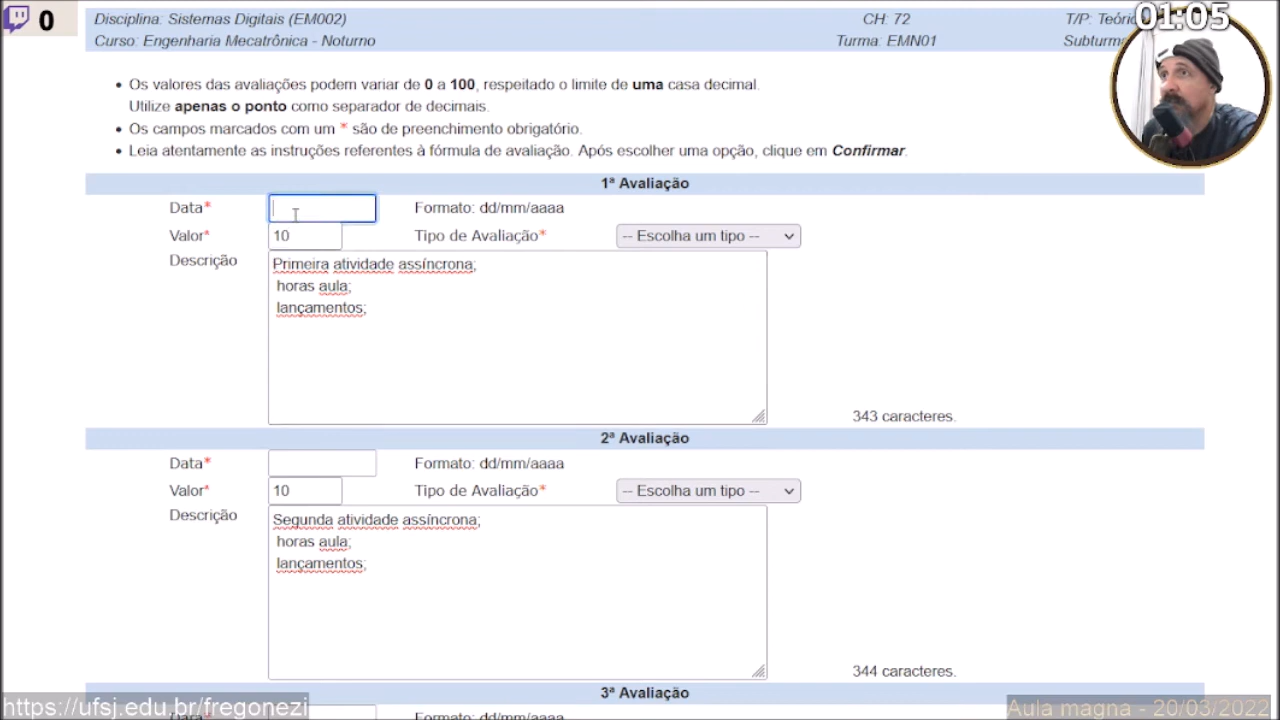 0
01:05
Disciplina: Sistemas Digitais (EM002)
CH: 72
T/P: Teóric
Curso: Engenharia Mecatrônica - Noturno
Turma: EMN01
Subturma
• Os valores das avaliações podem variar de 0 a 100, respeitado o limite de uma casa decimal.
Utilize apenas o ponto como separador de decimais.
• Os campos marcados com um * são de preenchimento obrigatório.
• Leia atentamente as instruções referentes à fórmula de avaliação. Após escolher uma opção, clique em Confirmar.
1ª Avaliação
Data*
Formato: dd/mm/aaaa
Valor*
10
Tipo de Avaliação*
-- Escolha um tipo --
Descrição
Primeira atividade assíncrona;
horas aula;
lançamentos;
343 caracteres.
2ª Avaliação
Data*
Formato: dd/mm/aaaa
Valor*
10
Tipo de Avaliação*
-- Escolha um tipo --
Descrição
Segunda atividade assíncrona;
horas aula;
lançamentos;
344 caracteres.
3ª Avaliação
Data*
Formato: dd/mm/aaaa
https://ufsj.edu.br/fregonezi
Aula magna - 20/03/2022